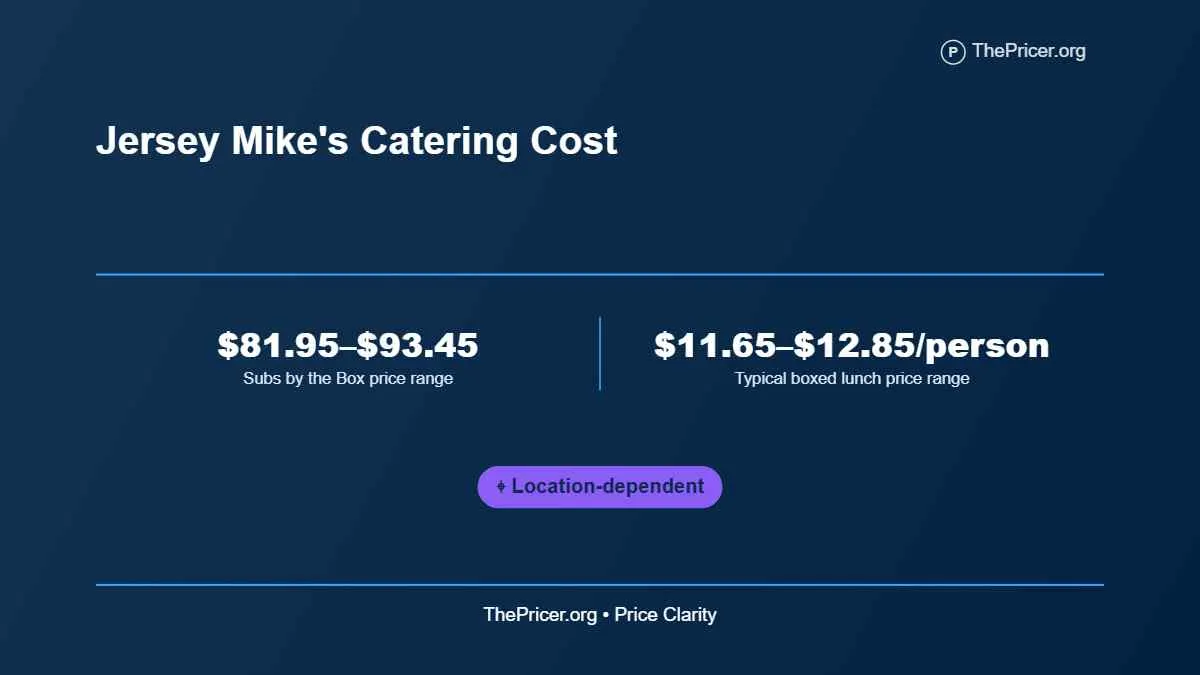 P ThePricer.org
Jersey Mike's Catering Cost
$81.95–$93.45
Subs by the Box price range
$11.65–$12.85/person
Typical boxed lunch price range
Location-dependent
ThePricer.org • Price Clarity